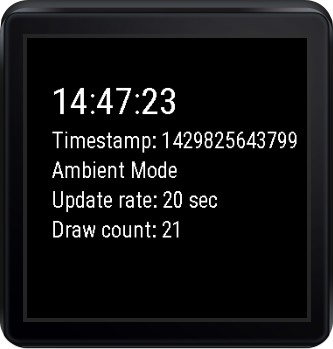 14:47:23
Timestamp: 1429825643799
Ambient Mode
Update rate: 20 sec
Draw count: 21